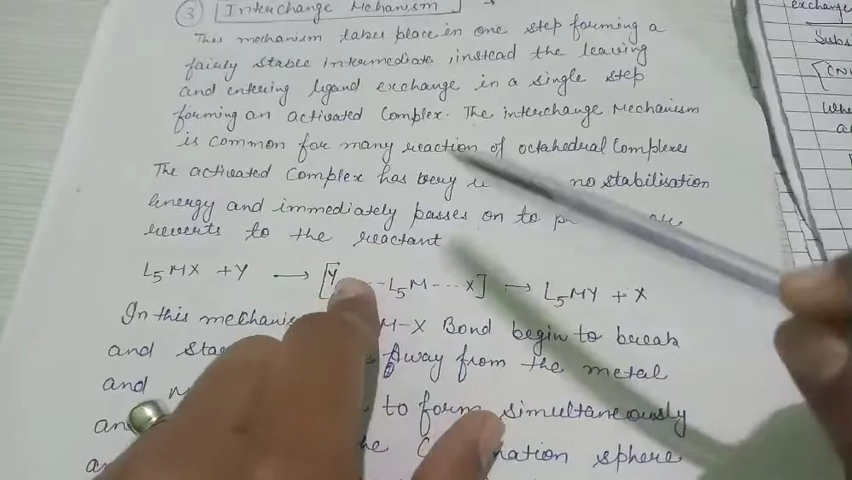 ③ Interchange Mechanism
This mechanism takes place in one step forming a
fairly stable intermediate, instead the leaving
and entering ligand exchange in a single step
forming an activated Complex. The interchange Mechanism
is common for many reaction of octahedral Complexes
The activated Complex has very no stabilisation
energy and immediately passes on to
reverts to the reactant
L5MX + Y → [Y ---L5M---X] → L5MY + X
In this mechanis M-X Bond begin to break
and Away from the metal
and to form simultaneously
nation sphere
exchange
Subs